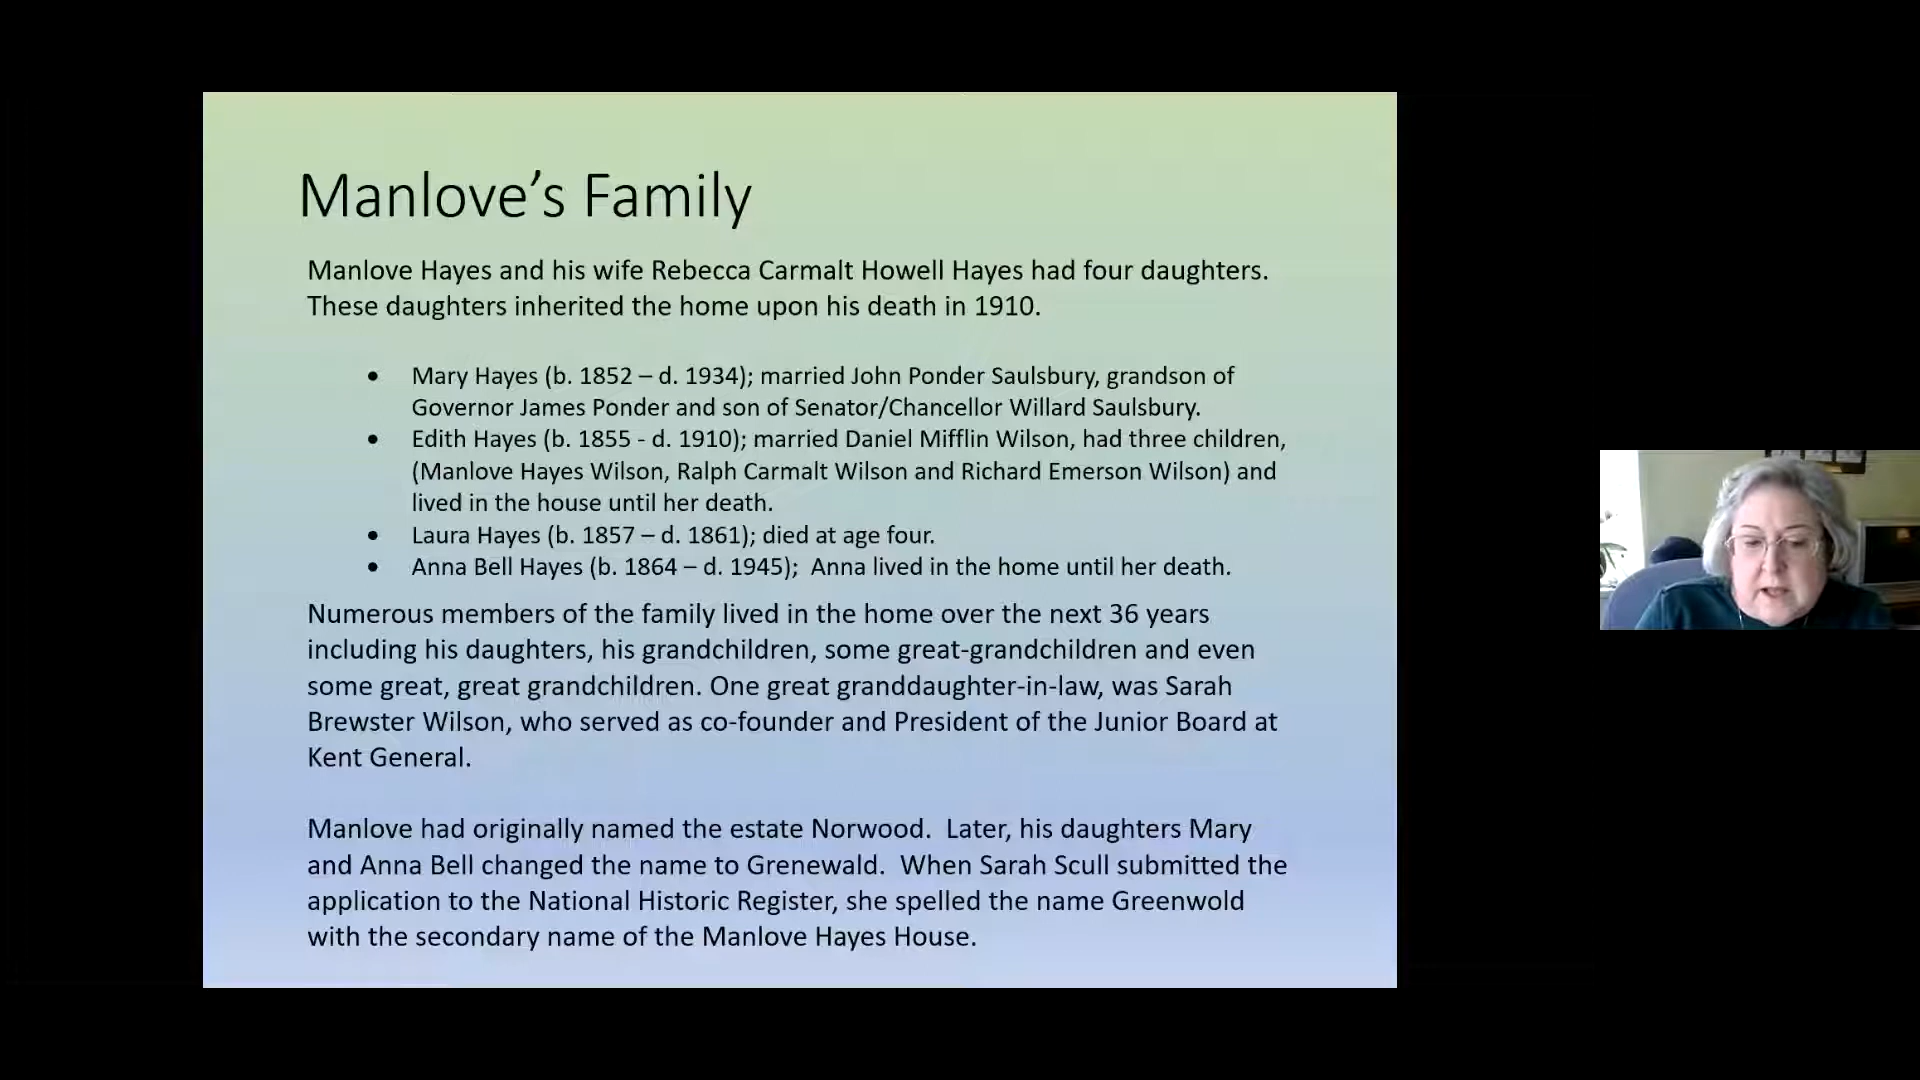 Manlove’s Family
Manlove Hayes and his wife Rebecca Carmalt Howell Hayes had four daughters.
These daughters inherited the home upon his death in 1910.
• Mary Hayes (b. 1852 – d. 1934); married John Ponder Saulsbury, grandson of
Governor James Ponder and son of Senator/Chancellor Willard Saulsbury.
• Edith Hayes (b. 1855 - d. 1910); married Daniel Mifflin Wilson, had three children,
(Manlove Hayes Wilson, Ralph Carmalt Wilson and Richard Emerson Wilson) and
lived in the house until her death.
• Laura Hayes (b. 1857 – d. 1861); died at age four.
• Anna Bell Hayes (b. 1864 – d. 1945);  Anna lived in the home until her death.
Numerous members of the family lived in the home over the next 36 years
including his daughters, his grandchildren, some great-grandchildren and even
some great, great grandchildren. One great granddaughter-in-law, was Sarah
Brewster Wilson, who served as co-founder and President of the Junior Board at
Kent General.
Manlove had originally named the estate Norwood.  Later, his daughters Mary
and Anna Bell changed the name to Grenewald.  When Sarah Scull submitted the
application to the National Historic Register, she spelled the name Greenwold
with the secondary name of the Manlove Hayes House.